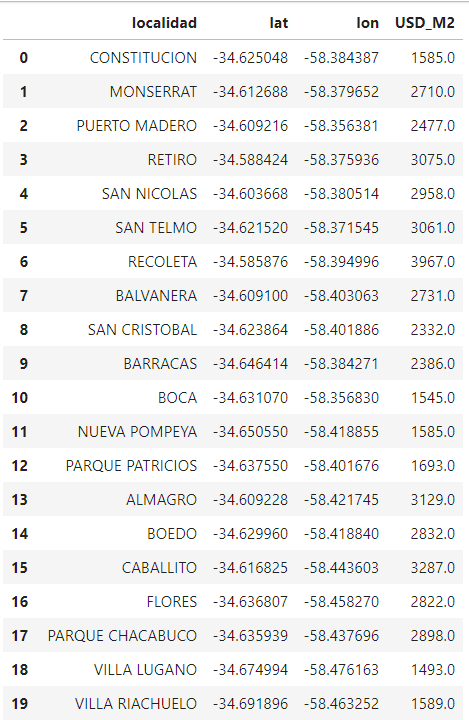 localidad lat lon USD_M2
0 CONSTITUCION -34.625048 -58.384387 1585.0
1 MONSERRAT -34.612688 -58.379652 2710.0
2 PUERTO MADERO -34.609216 -58.356381 2477.0
3 RETIRO -34.588424 -58.375936 3075.0
4 SAN NICOLAS -34.603668 -58.380514 2958.0
5 SAN TELMO -34.621520 -58.371545 3061.0
6 RECOLETA -34.585876 -58.394996 3967.0
7 BALVANERA -34.609100 -58.403063 2731.0
8 SAN CRISTOBAL -34.623864 -58.401886 2332.0
9 BARRACAS -34.646414 -58.384271 2386.0
10 BOCA -34.631070 -58.356830 1545.0
11 NUEVA POMPEYA -34.650550 -58.418855 1585.0
12 PARQUE PATRICIOS -34.637550 -58.401676 1693.0
13 ALMAGRO -34.609228 -58.421745 3129.0
14 BOEDO -34.629960 -58.418840 2832.0
15 CABALLITO -34.616825 -58.443603 3287.0
16 FLORES -34.636807 -58.458270 2822.0
17 PARQUE CHACABUCO -34.635939 -58.437696 2898.0
18 VILLA LUGANO -34.674994 -58.476163 1493.0
19 VILLA RIACHUELO -34.691896 -58.463252 1589.0